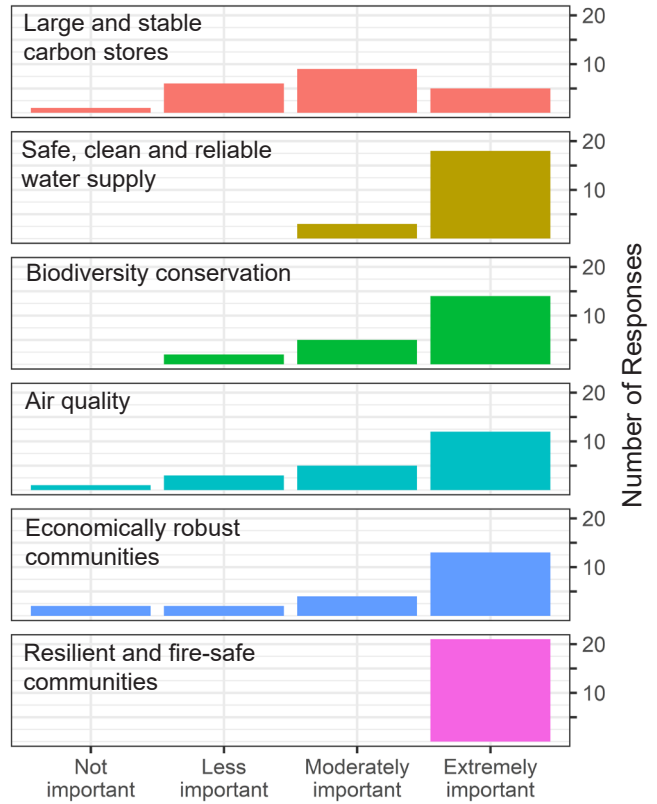 Large and stable
carbon stores
20
10
Safe, clean and reliable
water supply
20
10
Biodiversity conservation
20
10
Air quality
20
10
Economically robust
communities
20
10
Resilient and fire-safe
communities
20
10
Number of Responses
Not
important
Less
important
Moderately
important
Extremely
important